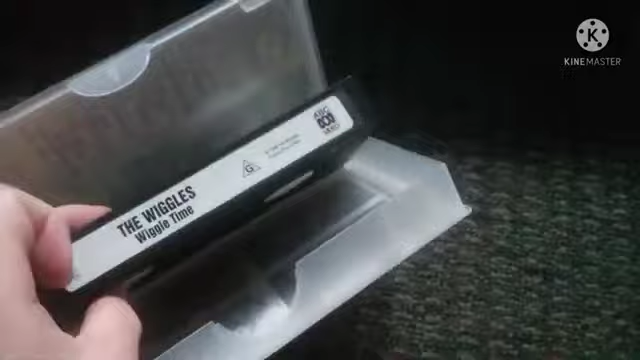 THE WIGGLES
Wiggle Time
G
ABC
VIDEO
K
KINEMASTER